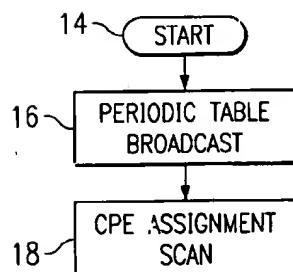 14
START
16
PERIODIC TABLE
BROADCAST
CPE ASSIGNMENT
SCAN
18